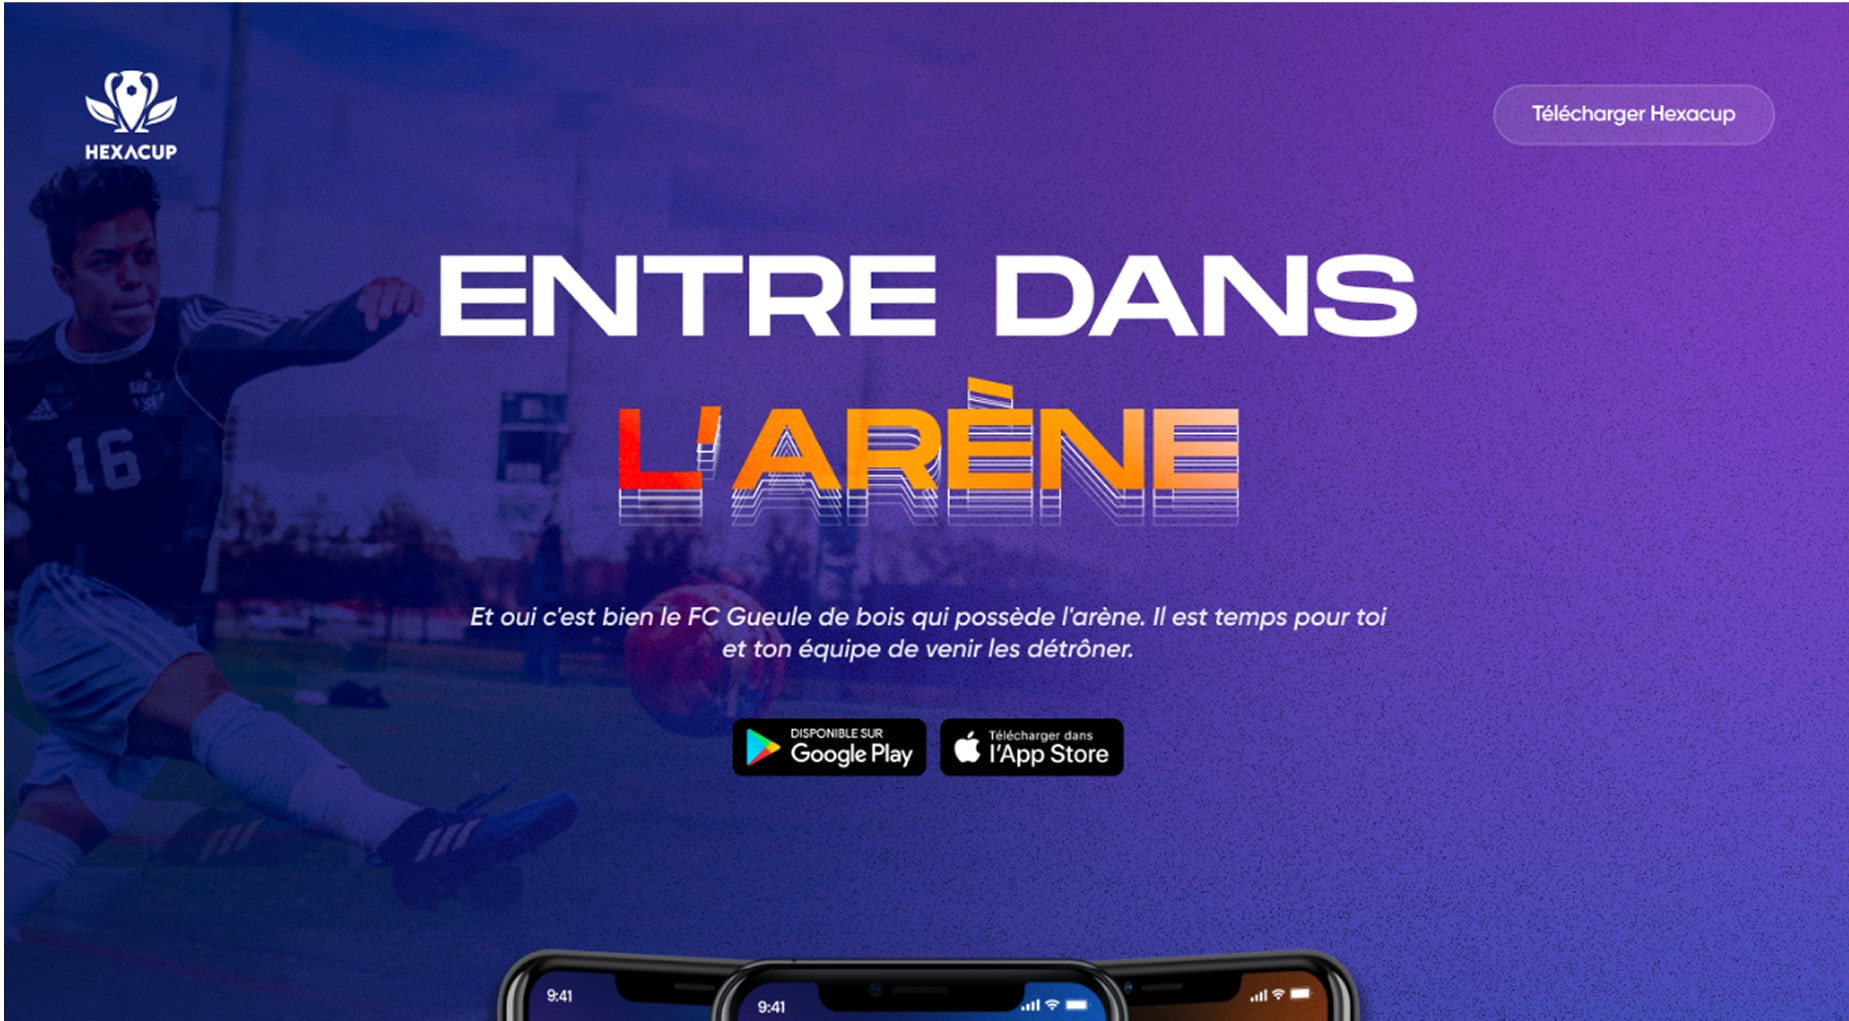 HEXACUP
Télécharger Hexacup
ENTRE DANS
L'ARÈNE
16
Et oui c'est bien le FC Gueule de bois qui possède l'arène. Il est temps pour toi
et ton équipe de venir les détrôner.
DISPONIBLE SUR
Google Play
Télécharger dans
l'App Store
9:41
9:41